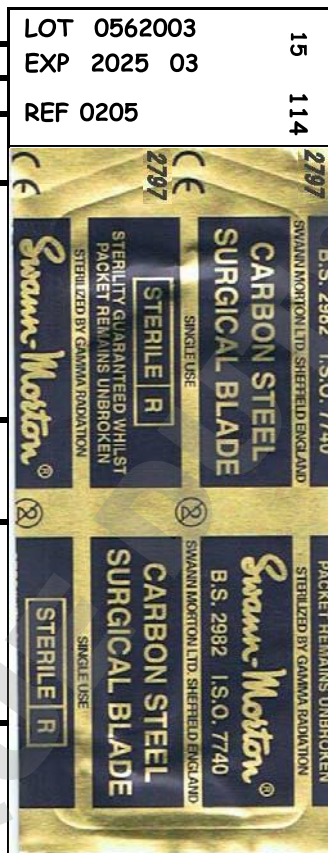 LOT 0562003
EXP 2025 03
REF 0205
15
114
2797
2797
B.S. 2982 I.S.O. 7740
SWANN MORTON LTD. SHEFFIELD ENGLAND
CARBON STEEL
SURGICAL BLADE
SINGLE USE
STERILE R
STERILITY GUARANTEED WHILST
PACKET REMAINS UNBROKEN
STERILIZED BY GAMMA RADIATION
Swann-Morton®
PACKET REMAINS UNBROKEN
STERILIZED BY GAMMA RADIATION
Swann-Morton®
B.S. 2982 I.S.O. 7740
SWANN MORTON LTD. SHEFFIELD ENGLAND
CARBON STEEL
SURGICAL BLADE
SINGLE USE
STERILE R